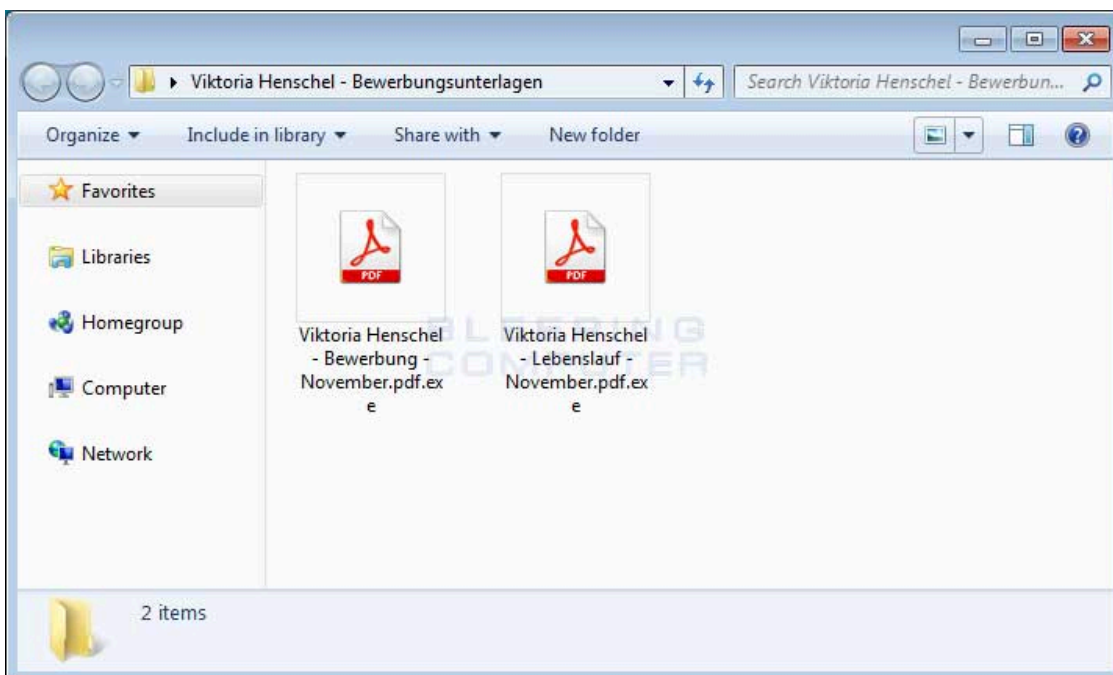 Viktoria Henschel - Bewerbungsunterlagen
Search Viktoria Henschel - Bewerbun...
Organize
Include in library
Share with
New folder
Favorites
Libraries
Homegroup
Computer
Network
PDF
Viktoria Henschel
- Bewerbung -
November.pdf.ex
e
PDF
Viktoria Henschel
- Lebenslauf -
November.pdf.ex
e
BLEEPING
COMPUTER
2 items